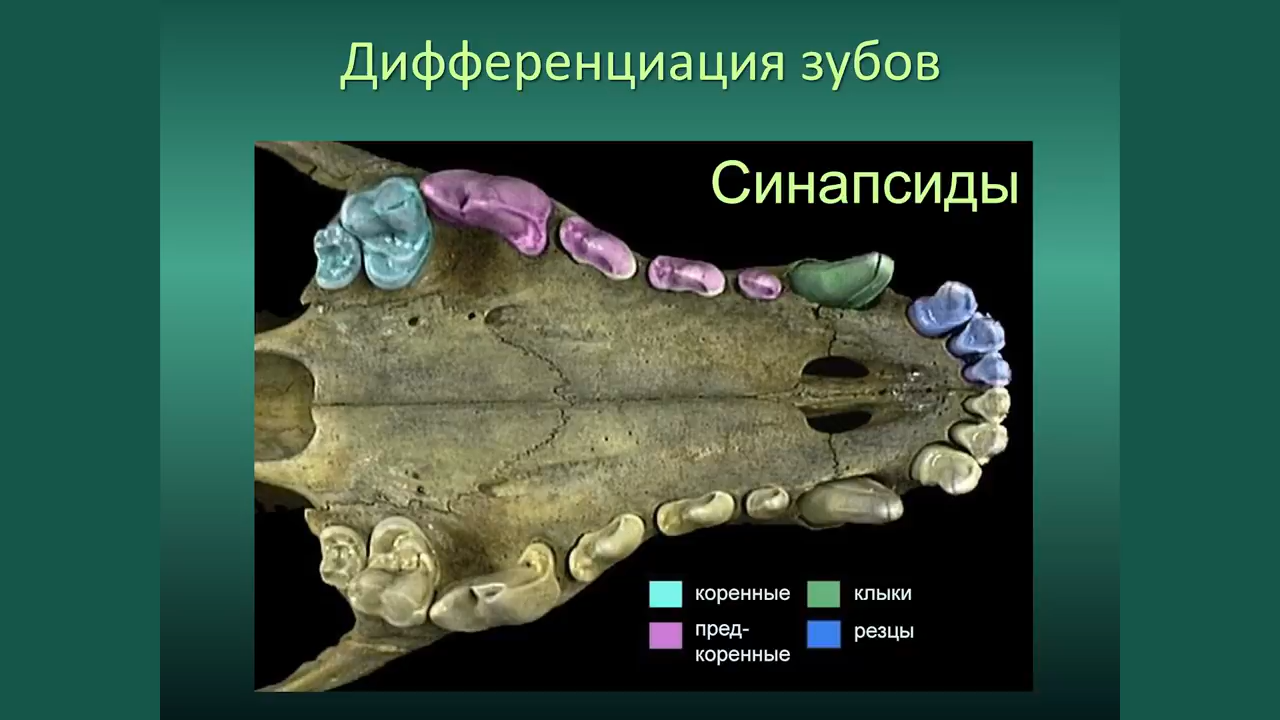 Дифференциация зубов
Синапсиды
коренные
пред-
коренные
клыки
резцы